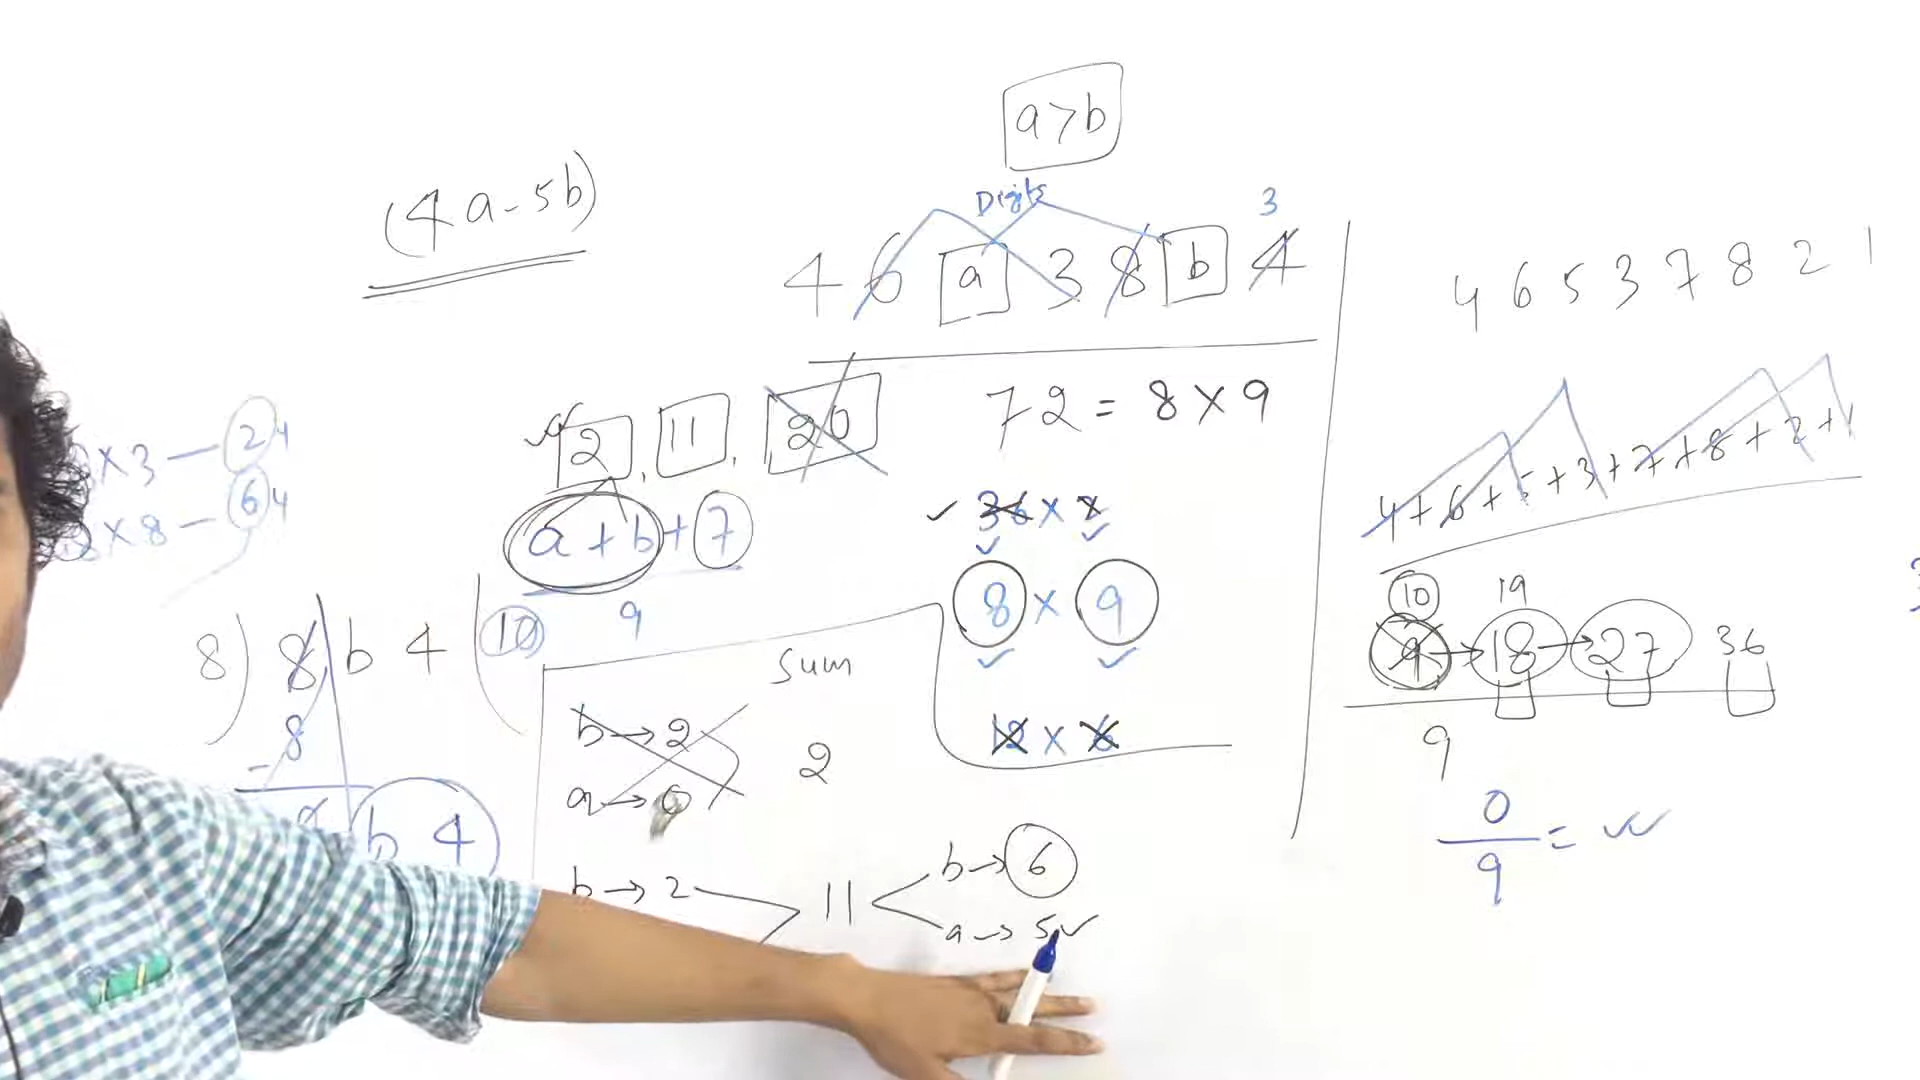 a>b
(4a-5b)
Digits
3
4 6 a 3 8 b 4
4 6 5 3 7 8 2 1
72 = 8 × 9
2, 11, 20
a + b + 7
9
10
36 ×
8 × 9
12 × 6
× 3 — 24
× 8 — 64
8) 8 b 4
- 8
b 4
Sum
b → 2
a → 0
2
b → 2
11
b → 6
a → 5
4 + 6 + 5 + 3 + 7 + 8 + 2 + 1
10 19
9 → 18 → 27 36
9
0
9 =